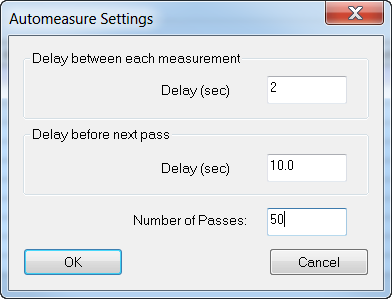 Automeasure Settings
Delay between each measurement
Delay (sec) 2
Delay before next pass
Delay (sec) 10.0
Number of Passes: 50
OK Cancel